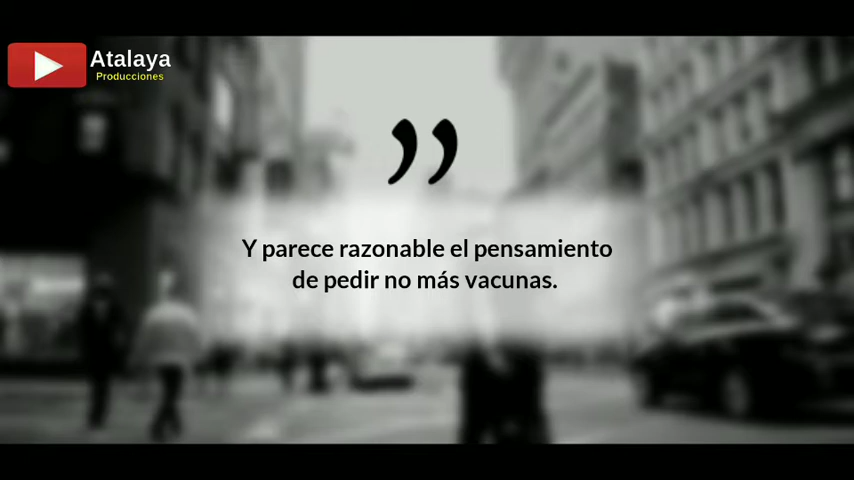 Atalaya
Producciones
”
Y parece razonable el pensamiento
de pedir no más vacunas.